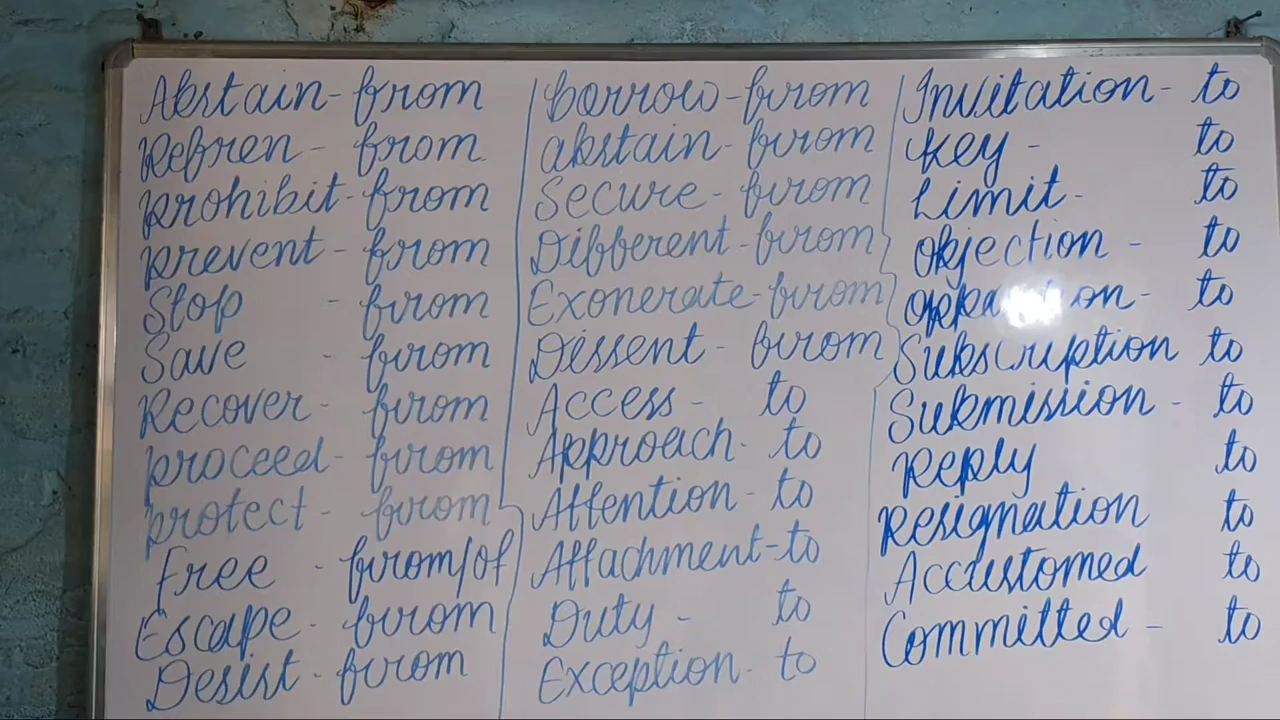 Abstain - from
Refren - from
prohibit - from
prevent - from
Stop - from
Save - from
Recover - from
proceed - from
protect - from
free - from/of
Escape - from
Desist - from
borrow - from
abstain - from
Secure - from
Different - from
Exonerate - from
Dissent - from
Access - to
Approach - to
Attention - to
Attachment - to
Duty - to
Exception - to
Invitation - to
Key - to
Limit - to
Objection - to
- to
Subscription to
Submission - to
Reply to
Resignation to
Accustomed to
Committed - to